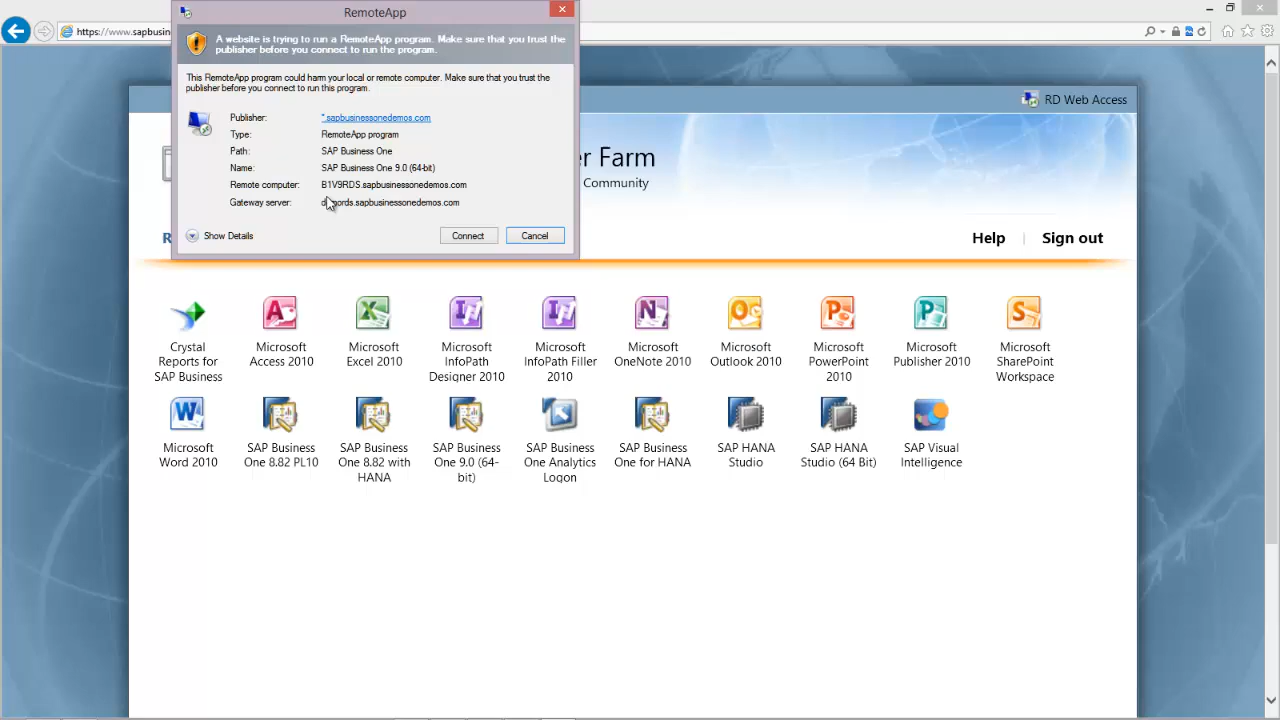 RemoteApp
https://www.sapbusin
A website is trying to run a RemoteApp program. Make sure that you trust the
publisher before you connect to run the program.
This RemoteApp program could harm your local or remote computer. Make sure that you trust the
publisher before you connect to run this program.
Publisher: *.sapbusinessonedemos.com
Type: RemoteApp program
Path: SAP Business One
Name: SAP Business One 9.0 (64-bit)
Remote computer: B1V9RDS.sapbusinessonedemos.com
Gateway server: ords.sapbusinessonedemos.com
Show Details
Connect
Cancel
RD Web Access
er Farm
Community
R
Help | Sign out
Crystal
Reports for
SAP Business
Microsoft
Access 2010
Microsoft
Excel 2010
Microsoft
InfoPath
Designer 2010
Microsoft
InfoPath Filler
2010
Microsoft
OneNote 2010
Microsoft
Outlook 2010
Microsoft
PowerPoint
2010
Microsoft
Publisher 2010
Microsoft
SharePoint
Workspace
Microsoft
Word 2010
SAP Business
One 8.82 PL10
SAP Business
One 8.82 with
HANA
SAP Business
One 9.0 (64-
bit)
SAP Business
One Analytics
Logon
SAP Business
One for HANA
SAP HANA
Studio
SAP HANA
Studio (64 Bit)
SAP Visual
Intelligence